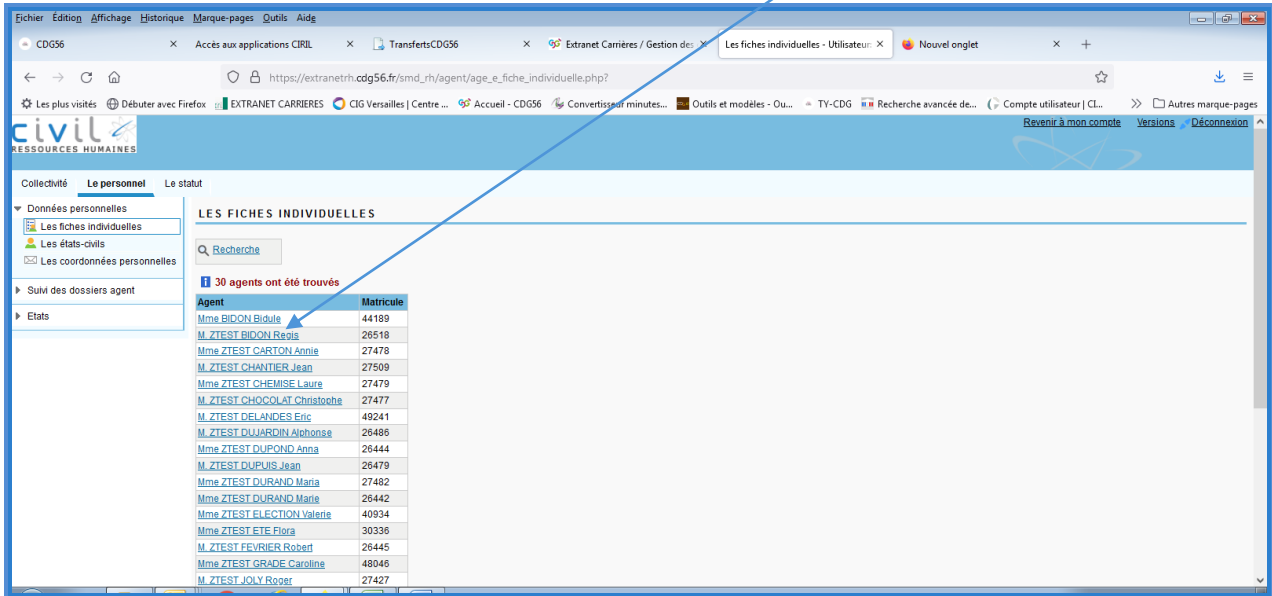 Fichier Édition Affichage Historique Marque-pages Outils Aide
CDG56 Accès aux applications CIRIL TransfertsCDG56 Extranet Carrières / Gestion des Les fiches individuelles - Utilisateur: Nouvel onglet
https://extranetrh.cdg56.fr/smd_rh/agent/age_e_fiche_individuelle.php?
Les plus visités Débuter avec Firefox EXTRANET CARRIERES CIG Versailles | Centre ... Accueil - CDG56 Convertisseur minutes... Outils et modèles - Ou... TY-CDG Recherche avancée de... Compte utilisateur | CI... Autres marque-pages
civil
RESSOURCES HUMAINES
Revenir à mon compte Versions Déconnexion
Collectivité Le personnel Le statut
Données personnelles
Les fiches individuelles
Les états-civils
Les coordonnées personnelles
Suivi des dossiers agent
Etats
LES FICHES INDIVIDUELLES
Recherche
30 agents ont été trouvés
Agent Matricule
Mme BIDON Bidule 44189
M. ZTEST BIDON Regis 26518
Mme ZTEST CARTON Annie 27478
M. ZTEST CHANTIER Jean 27509
Mme ZTEST CHEMISE Laure 27479
M. ZTEST CHOCOLAT Christophe 27477
M. ZTEST DELANDES Eric 49241
M. ZTEST DUJARDIN Alphonse 26486
Mme ZTEST DUPOND Anna 26444
M. ZTEST DUPUIS Jean 26479
Mme ZTEST DURAND Maria 27482
Mme ZTEST DURAND Marie 26442
Mme ZTEST ELECTION Valerie 40934
Mme ZTEST ETE Flora 30336
M. ZTEST FEVRIER Robert 26445
Mme ZTEST GRADE Caroline 48046
M. ZTEST JOLY Roger 27427